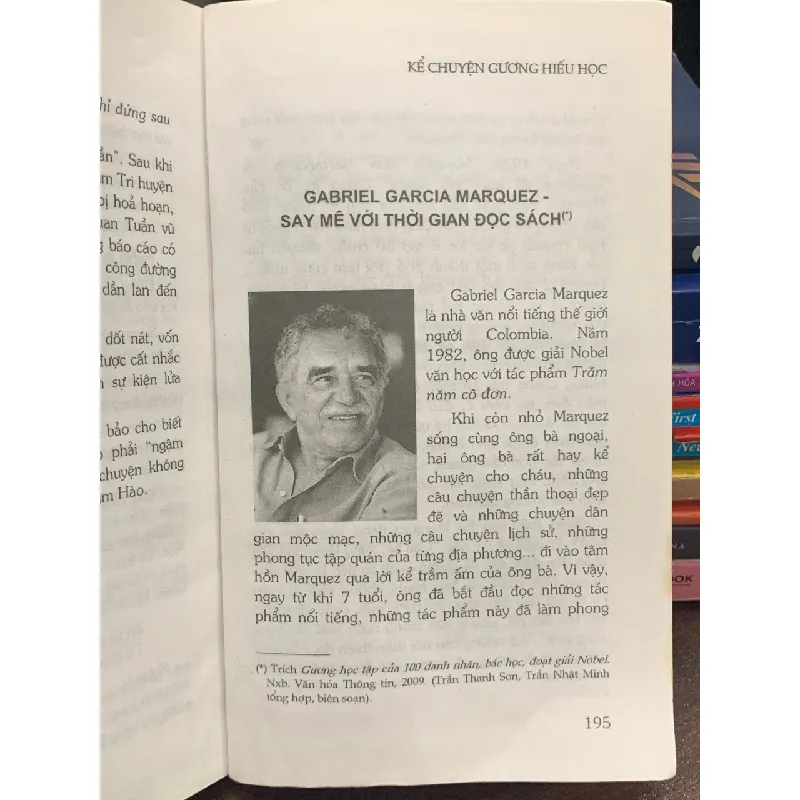 hỉ đứng sau
ần". Sau khi
m Tri huyện
bị hoả hoạn,
uan Tuần vũ
g báo cáo có
công đường
dần lan đến
dốt nát, vốn
được cất nhắc
sự kiện lửa
bảo cho biết
phải "ngậm
chuyện không
ăm Hào.
KỂ CHUYỆN GƯƠNG HIẾU HỌC
GABRIEL GARCIA MARQUEZ -
SAY MÊ VỚI THỜI GIAN ĐỌC SÁCH(*)
Gabriel Garcia Marquez
là nhà văn nổi tiếng thế giới
người Colombia. Năm
1982, ông được giải Nobel
văn học với tác phẩm Trăm
năm cô đơn.
Khi còn nhỏ Marquez
sống cùng ông bà ngoại,
hai ông bà rất hay kể
chuyện cho cháu, những
câu chuyện thần thoại đẹp
đẽ và những chuyện dân
gian mộc mạc, những câu chuyện lịch sử, những
phong tục tập quán của từng địa phương... đi vào tâm
hồn Marquez qua lời kể trầm ấm của ông bà. Vì vậy,
ngay từ khi 7 tuổi, ông đã bắt đầu đọc những tác
phẩm nổi tiếng, những tác phẩm này đã làm phong
(*) Trích Gương học tập của 100 danh nhân, bác học, đoạt giải Nobel.
Nxb. Văn hóa Thông tin, 2009. (Trần Thanh Sơn, Trần Nhật Minh
tổng hợp, biên soạn).
195
HÓA
First
New
OOK